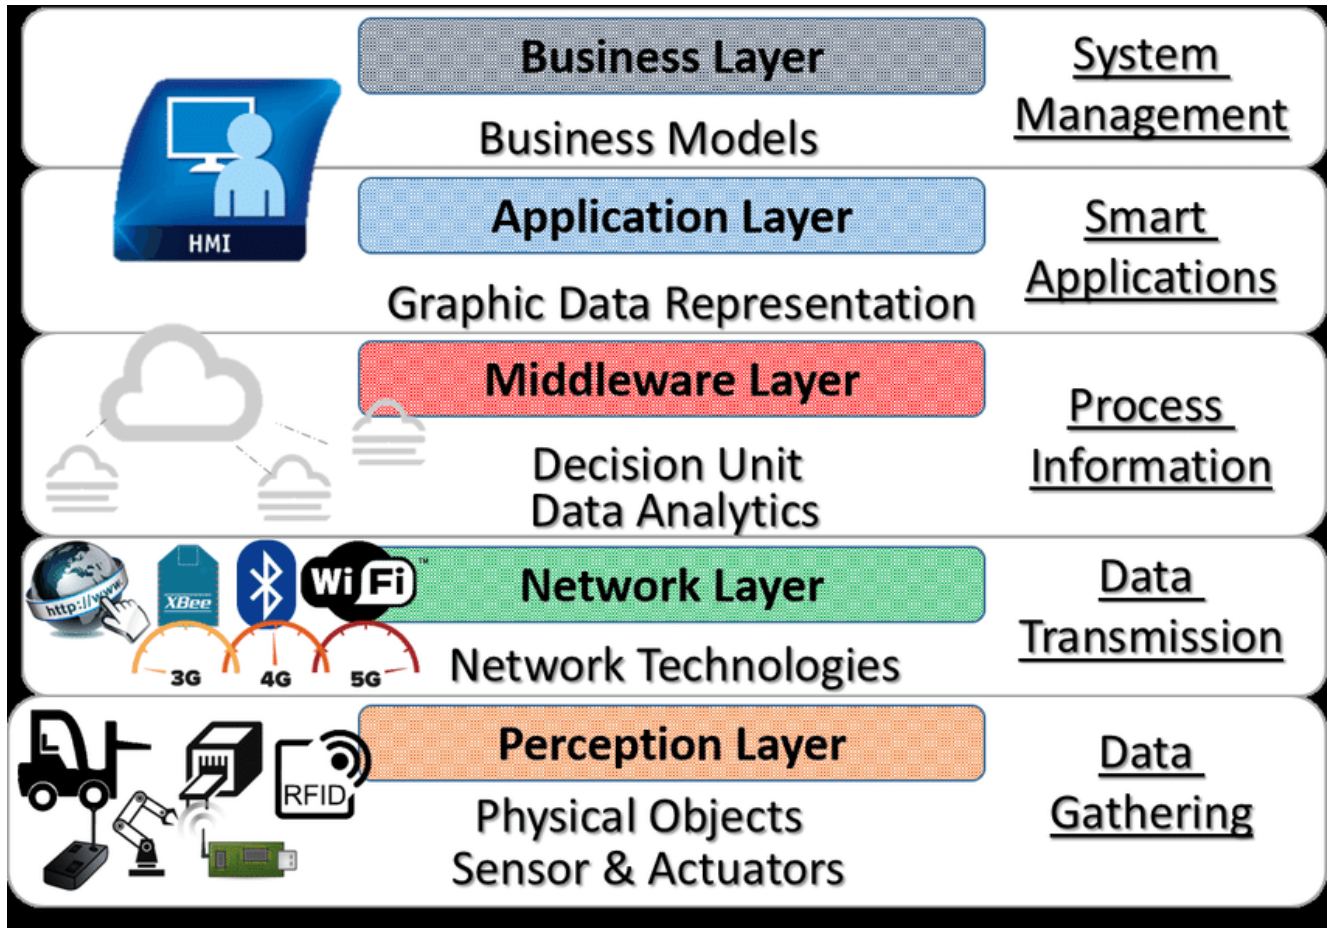 Business Layer
System
Management
Business Models
HMI
Application Layer
Smart
Applications
Graphic Data Representation
Middleware Layer
Process
Information
Decision Unit
Data Analytics
http://www.
XBee
WiFi™
Network Layer
Data
Transmission
3G
4G
5G
Network Technologies
Perception Layer
Data
Gathering
RFID
Physical Objects
Sensor & Actuators